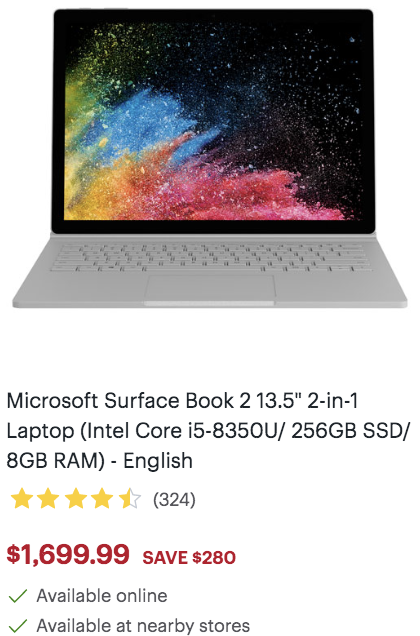 Microsoft Surface Book 2 13.5" 2-in-1
Laptop (Intel Core i5-8350U/ 256GB SSD/
8GB RAM) - English
(324)
$1,699.99 SAVE $280
Available online
Available at nearby stores